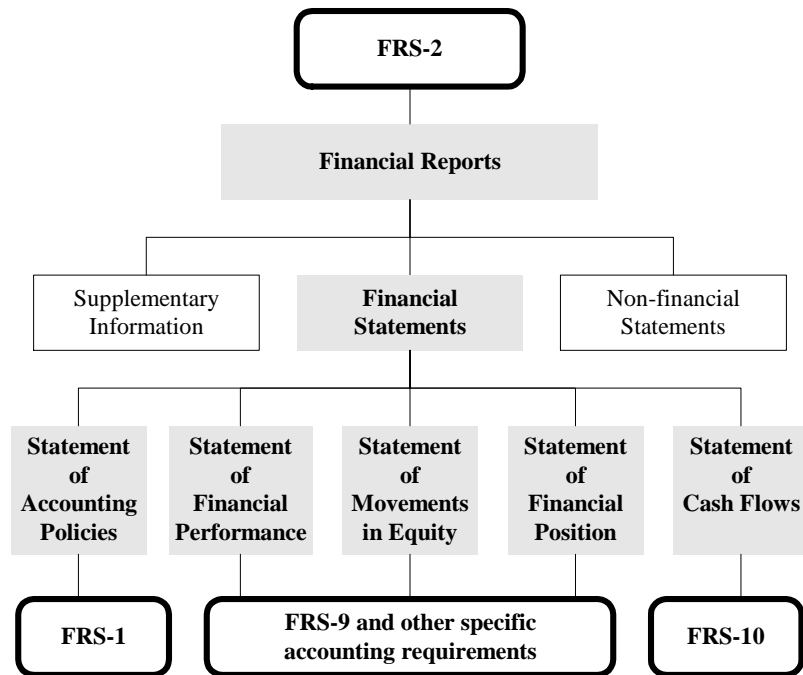 FRS-2
Financial Reports
Supplementary
Information
Financial
Statements
Non-financial
Statements
Statement
of
Accounting
Policies
Statement
of
Financial
Performance
Statement
of
Movements
in Equity
Statement
of
Financial
Position
Statement
of
Cash Flows
FRS-1
FRS-9 and other specific
accounting requirements
FRS-10